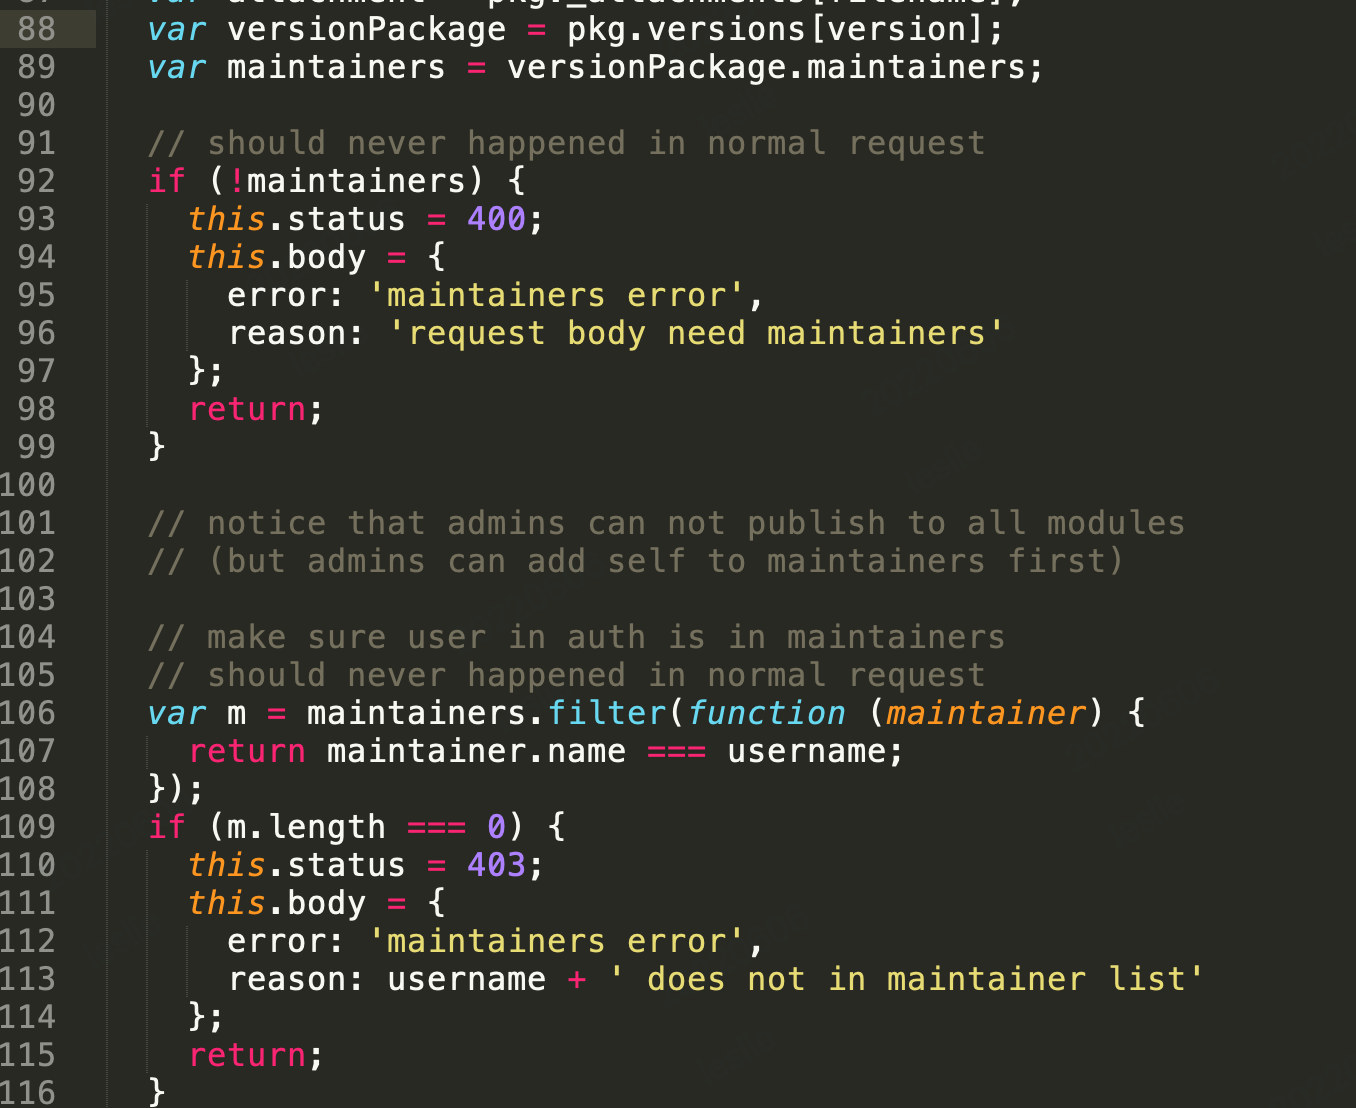 88 var versionPackage = pkg.versions[version];
89 var maintainers = versionPackage.maintainers;
90
91 // should never happened in normal request
92 if (!maintainers) {
93 this.status = 400;
94 this.body = {
95 error: 'maintainers error',
96 reason: 'request body need maintainers'
97 };
98 return;
99 }
100
101 // notice that admins can not publish to all modules
102 // (but admins can add self to maintainers first)
103
104 // make sure user in auth is in maintainers
105 // should never happened in normal request
106 var m = maintainers.filter(function (maintainer) {
107 return maintainer.name === username;
108 });
109 if (m.length === 0) {
110 this.status = 403;
111 this.body = {
112 error: 'maintainers error',
113 reason: username + ' does not in maintainer list'
114 };
115 return;
116 }